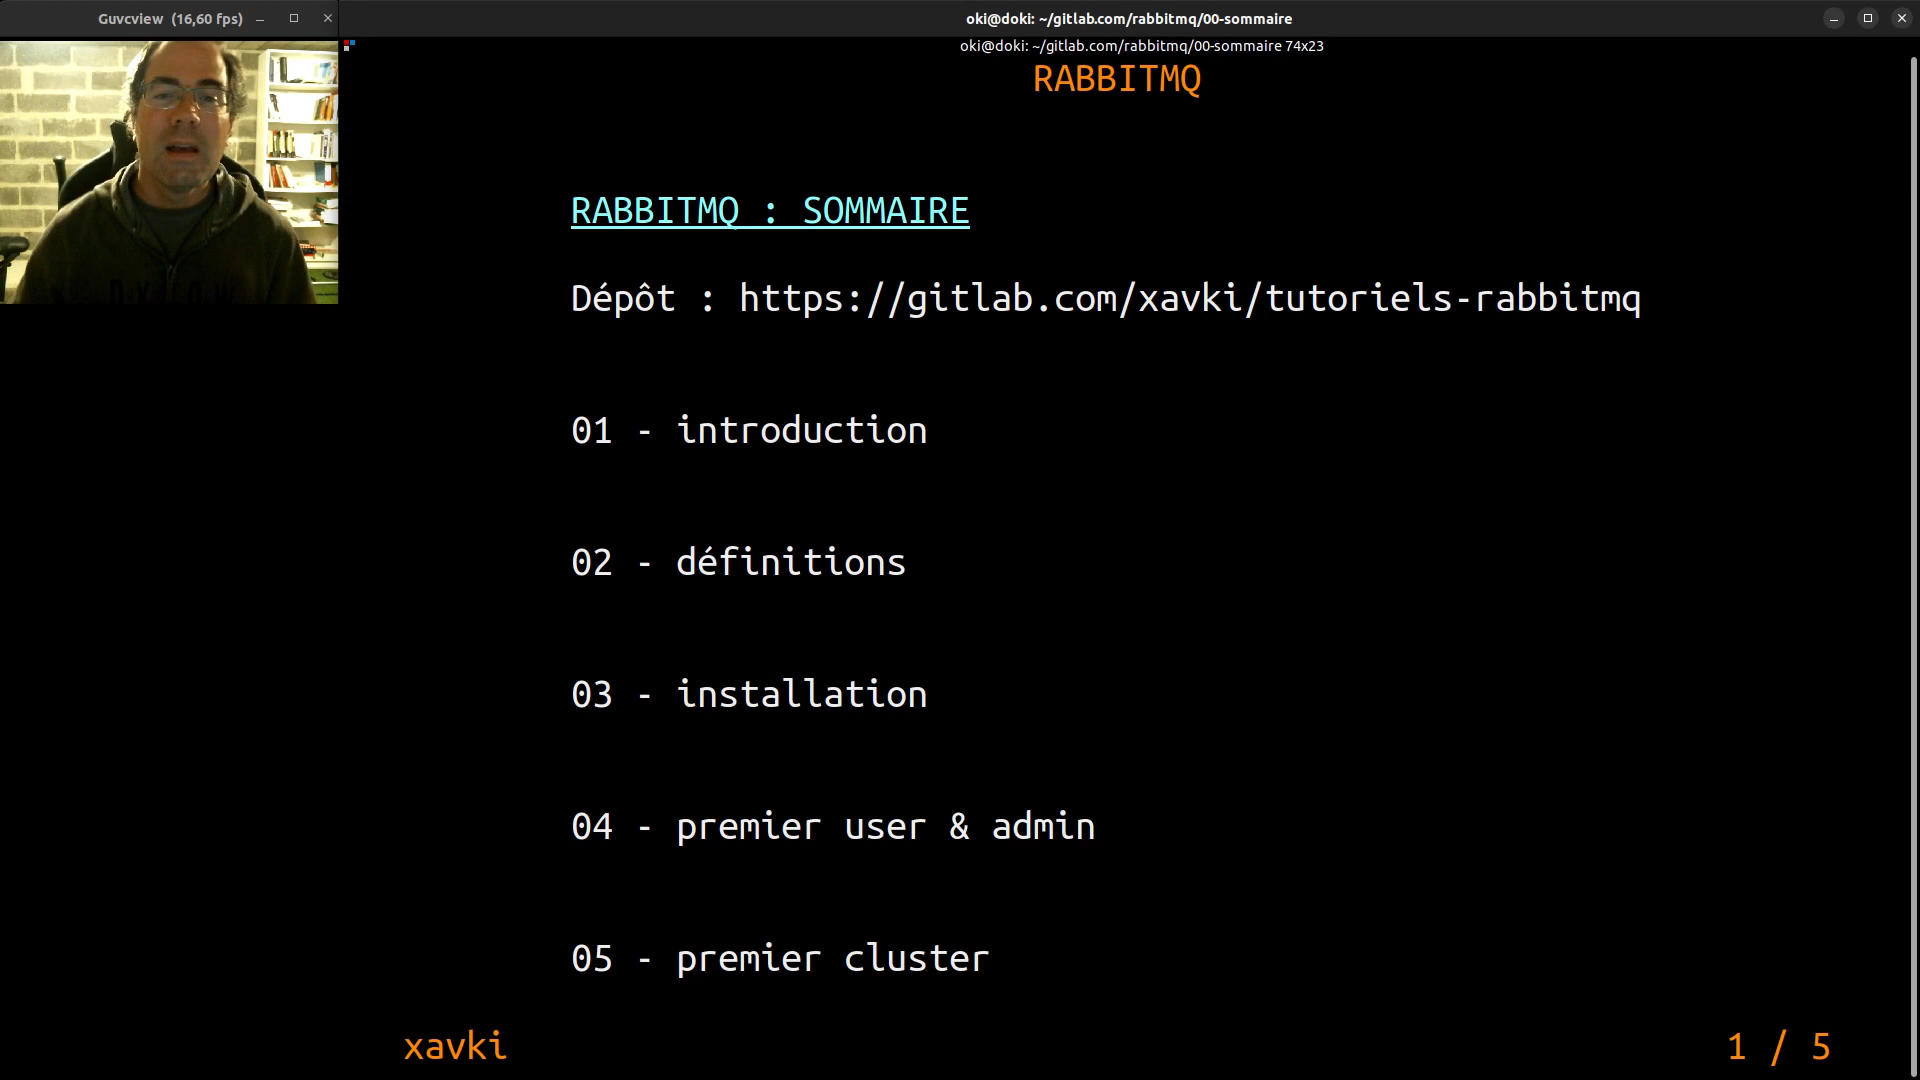 Guvcview (16,60 fps)
oki@doki: ~/gitlab.com/rabbitmq/00-sommaire
oki@doki: ~/gitlab.com/rabbitmq/00-sommaire 74x23
RABBITMQ
RABBITMQ : SOMMAIRE
Dépôt : https://gitlab.com/xavki/tutoriels-rabbitmq
01 - introduction
02 - définitions
03 - installation
04 - premier user & admin
05 - premier cluster
xavki
1 / 5